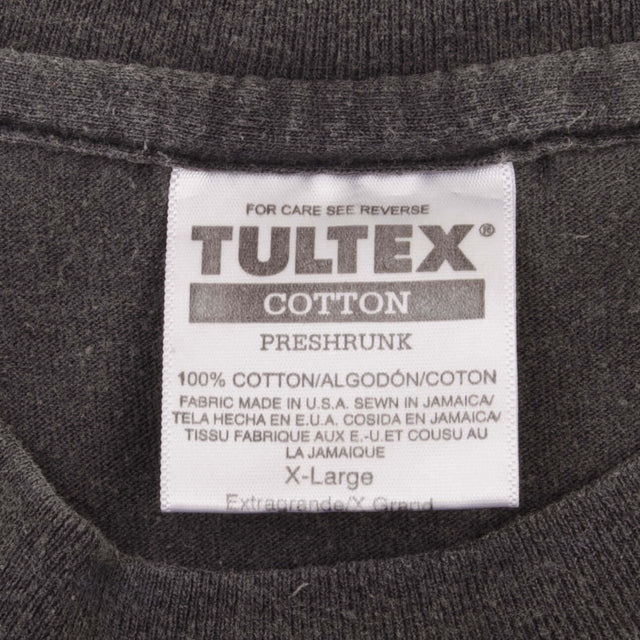 FOR CARE SEE REVERSE
TULTEX®
COTTON
PRESHRUNK
100% COTTON/ALGODÓN/COTON
FABRIC MADE IN U.S.A. SEWN IN JAMAICA/
TELA HECHA EN E.U.A. COSIDA EN JAMAICA/
TISSU FABRIQUE AUX E.-U.ET COUSU AU
LA JAMAIQUE
X-Large
Extragrande/X Grand